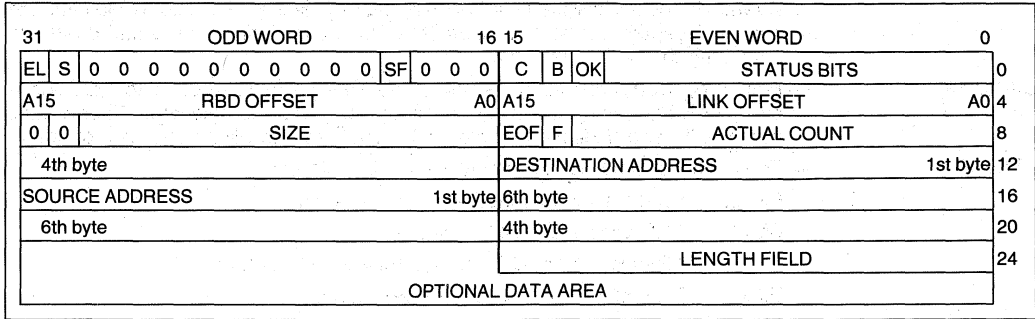 31 ODD WORD 16 15 EVEN WORD 0
EL S 0 0 0 0 0 0 0 0 0 0 SF 0 0 0 C B OK STATUS BITS 0
A15 RBD OFFSET A0 A15 LINK OFFSET A0 4
0 0 SIZE EOF F ACTUAL COUNT 8
4th byte DESTINATION ADDRESS 1st byte 12
SOURCE ADDRESS 1st byte 6th byte 16
6th byte 4th byte 20
LENGTH FIELD 24
OPTIONAL DATA AREA